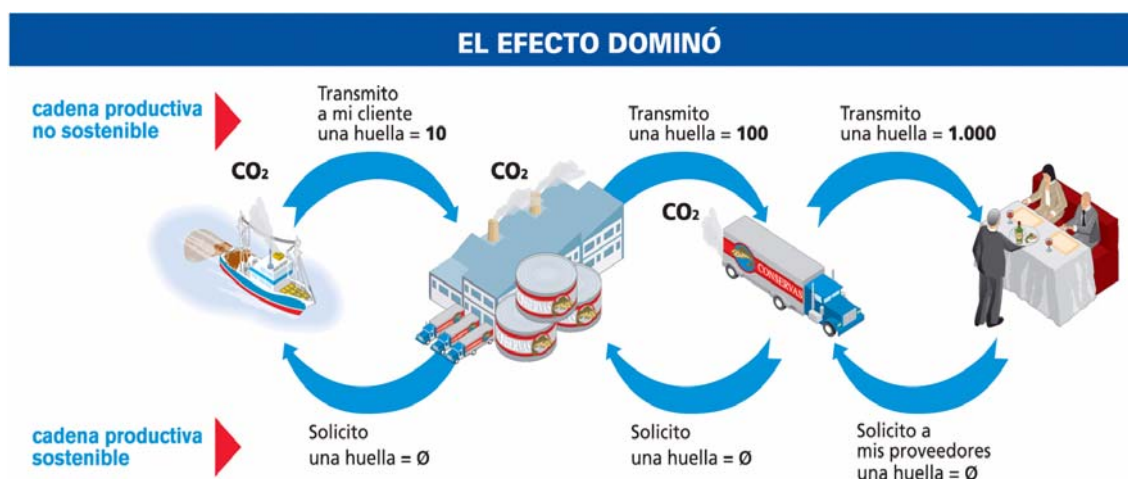 EL EFECTO DOMINÓ
cadena productiva
no sostenible
Transmito
a mi cliente
una huella = 10
Transmito
una huella = 100
Transmito
una huella = 1.000
CO₂
CO₂
CO₂
CONSERVAS
cadena productiva
sostenible
Solicito
una huella = Ø
Solicito
una huella = Ø
Solicito a
mis proveedores
una huella = Ø